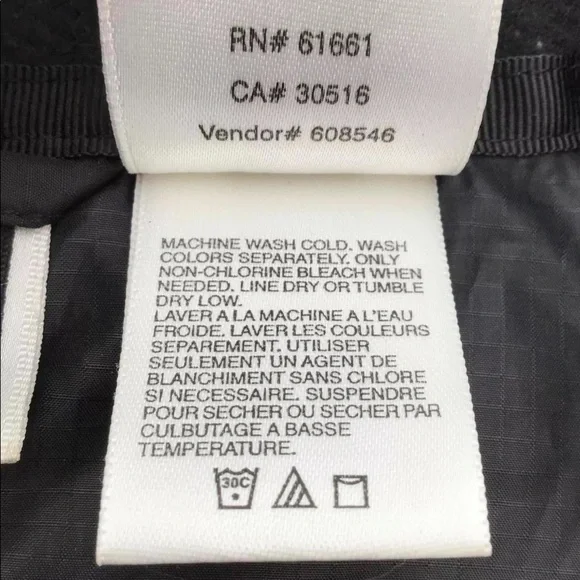 RN# 61661
CA# 30516
Vendor# 608546
MACHINE WASH COLD. WASH
COLORS SEPARATELY. ONLY
NON-CHLORINE BLEACH WHEN
NEEDED. LINE DRY OR TUMBLE
DRY LOW.
LAVER A LA MACHINE A L'EAU
FROIDE. LAVER LES COULEURS
SEPAREMENT. UTILISER
SEULEMENT UN AGENT DE
BLANCHIMENT SANS CHLORE
SI NECESSAIRE. SUSPENDRE
POUR SECHER OU SECHER PAR
CULBUTAGE A BASSE
TEMPERATURE.
30C